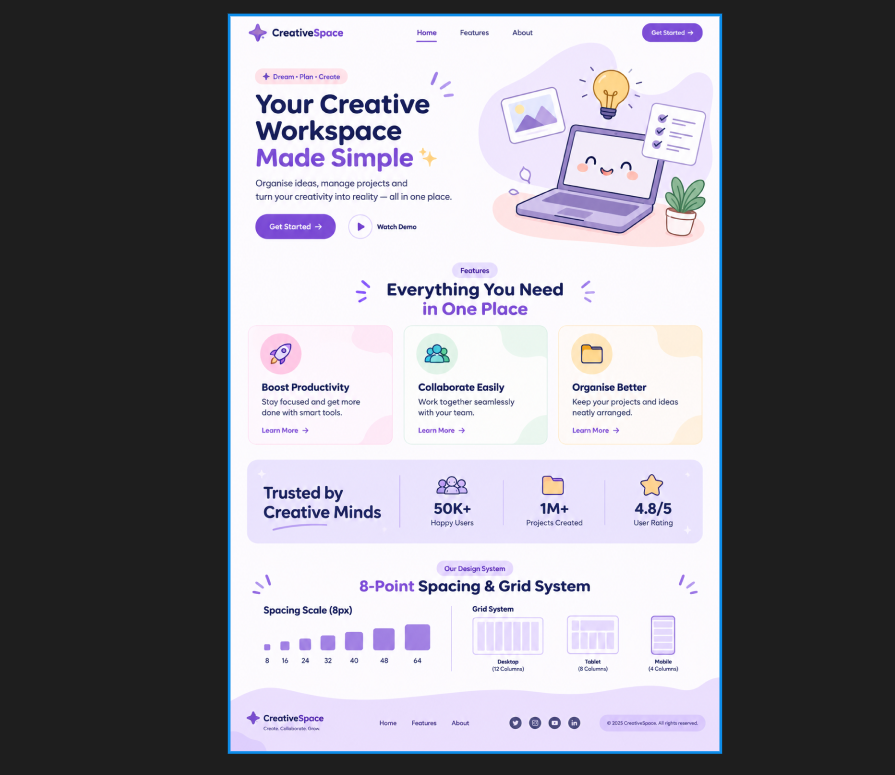 CreativeSpace
Home
Features
About
Get Started →
Dream • Plan • Create
Your Creative
Workspace
Made Simple
Organise ideas, manage projects and
turn your creativity into reality — all in one place.
Get Started →
Watch Demo
Features
Everything You Need
in One Place
Boost Productivity
Stay focused and get more
done with smart tools.
Learn More →
Collaborate Easily
Work together seamlessly
with your team.
Learn More →
Organise Better
Keep your projects and ideas
neatly arranged.
Learn More →
Trusted by
Creative Minds
50K+
Happy Users
1M+
Projects Created
4.8/5
User Rating
Our Design System
8-Point Spacing & Grid System
Spacing Scale (8px)
8 16 24 32 40 48 64
Grid System
Desktop
(12 Columns)
Tablet
(8 Columns)
Mobile
(4 Columns)
CreativeSpace
Create. Collaborate. Grow.
Home
Features
About
© 2025 CreativeSpace. All rights reserved.